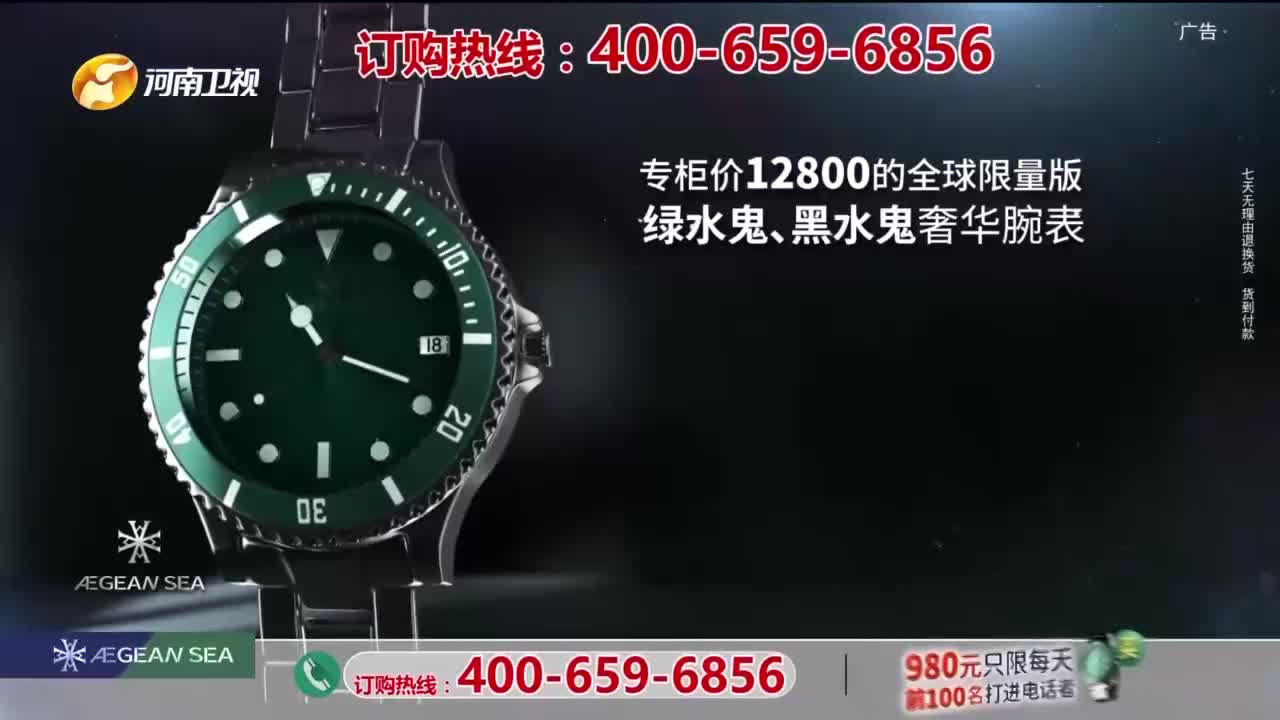 订购热线：400-659-6856
广告
河南卫视
专柜价12800的全球限量版
绿水鬼、黑水鬼奢华腕表
七天无理由退换货 货到付款
10
20
30
40
50
18
ÆGEAN SEA
ÆGEAN SEA
订购热线：400-659-6856
980元只限每天
前100名打进电话者